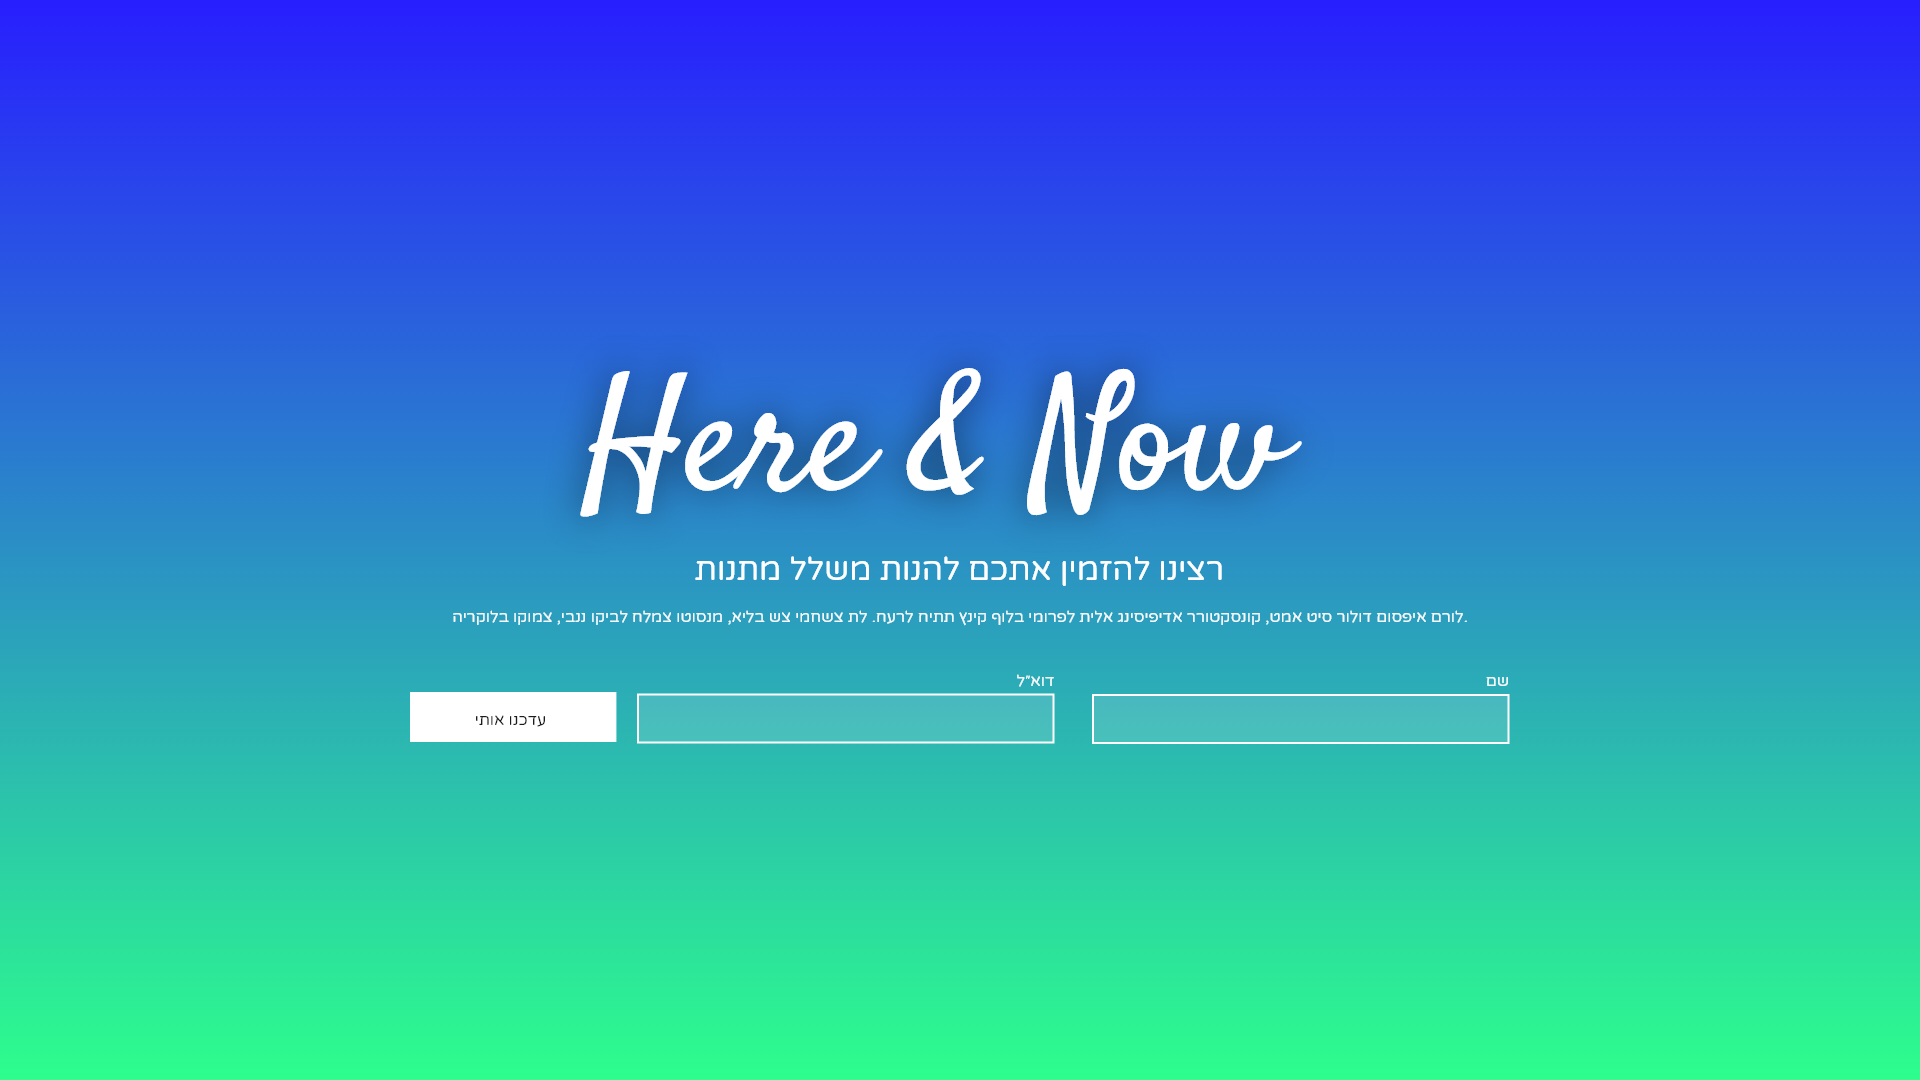 Here & Now
רצינו להזמין אתכם להנות משלל מתנות
לורם איפסום דולור סיט אמט, קונסקטורר אדיפיסינג אלית לפרומי בלוף קינץ תתיח לרעח. לת צשחמי צש בליא, מנסוטו צמלח לביקו ננבי, צמוקו בלוקריה.
שם
דוא״ל
עדכנו אותי